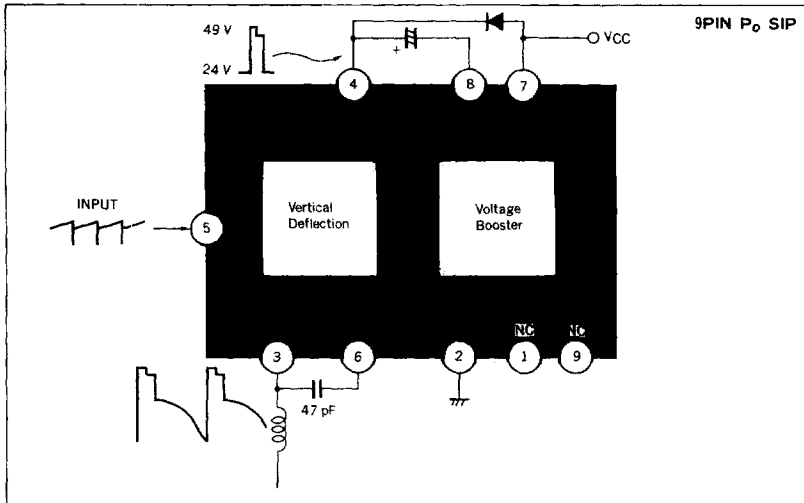 9PIN Po SIP
49 V
24 V
+
VCC
4
8
7
INPUT
5
Vertical
Deflection
Voltage
Booster
NC
NC
3
6
2
1
9
47 pF